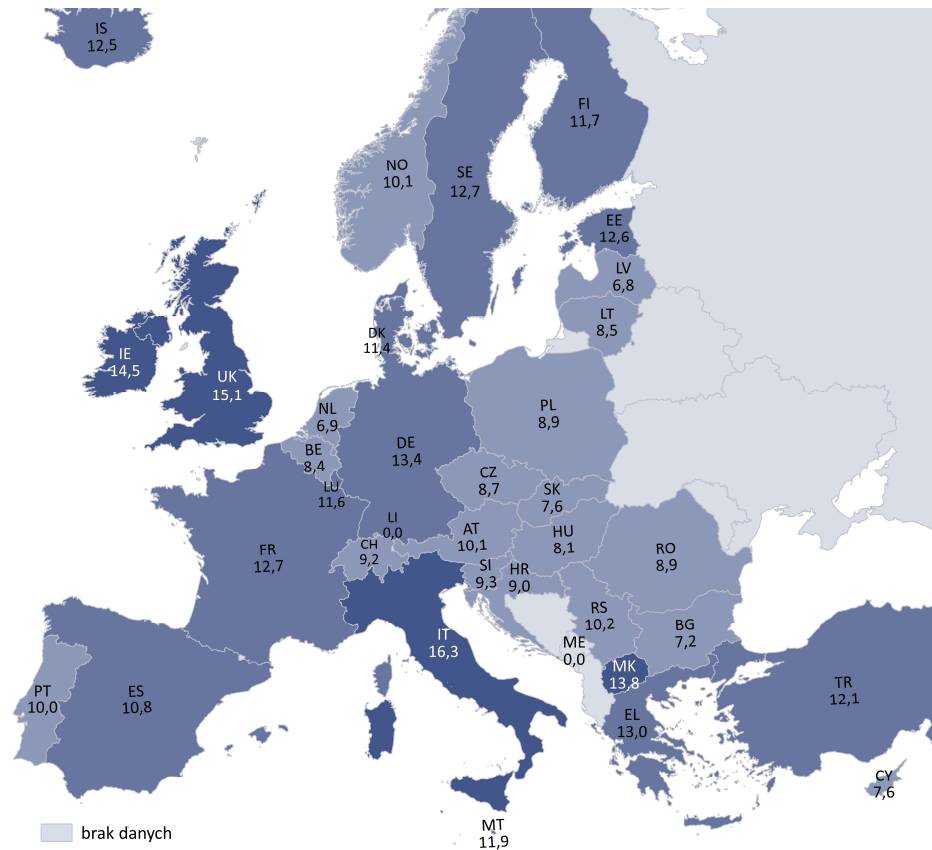 IS
12,5
FI
11,7
NO
10,1
SE
12,7
EE
12,6
LV
6,8
LT
8,5
DK
11,4
IE
14,5
UK
15,1
NL
6,9
PL
8,9
BE
8,4
DE
13,4
CZ
8,7
LU
11,6
SK
7,6
LI
0,0
AT
10,1
HU
8,1
CH
9,2
FR
12,7
RO
8,9
SI
9,3
HR
9,0
RS
10,2
BG
7,2
IT
16,3
ME
0,0
MK
13,8
PT
10,0
ES
10,8
TR
12,1
EL
13,0
CY
7,6
MT
11,9
brak danych